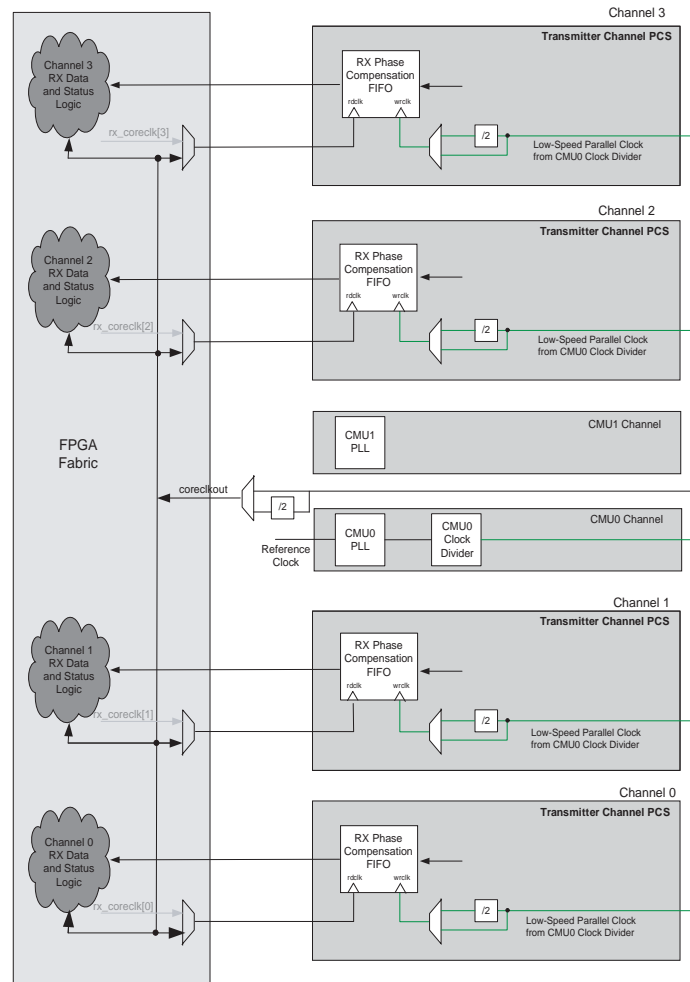 Channel 3
Transmitter Channel PCS
Channel 3
RX Data
and Status
Logic
RX Phase
Compensation
FIFO
rdclk
wrclk
rx_coreclk[3]
/2
Low-Speed Parallel Clock
from CMU0 Clock Divider
Channel 2
Transmitter Channel PCS
Channel 2
RX Data
and Status
Logic
RX Phase
Compensation
FIFO
rdclk
wrclk
rx_coreclk[2]
/2
Low-Speed Parallel Clock
from CMU0 Clock Divider
FPGA
Fabric
CMU1
PLL
CMU1 Channel
coreclkout
/2
Reference
Clock
CMU0
PLL
CMU0
Clock
Divider
CMU0 Channel
Channel 1
Transmitter Channel PCS
Channel 1
RX Data
and Status
Logic
RX Phase
Compensation
FIFO
rdclk
wrclk
rx_coreclk[1]
/2
Low-Speed Parallel Clock
from CMU0 Clock Divider
Channel 0
Transmitter Channel PCS
Channel 0
RX Data
and Status
Logic
RX Phase
Compensation
FIFO
rdclk
wrclk
rx_coreclk[0]
/2
Low-Speed Parallel Clock
from CMU0 Clock Divider